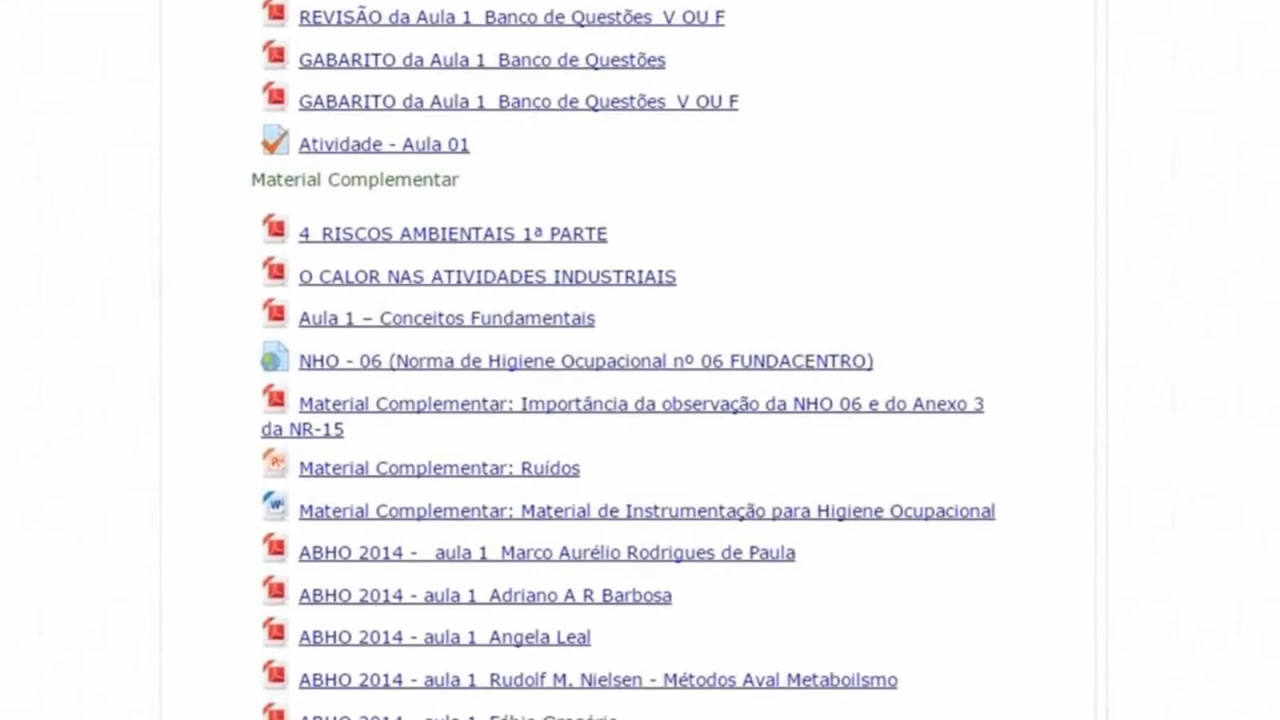 REVISÃO da Aula 1 Banco de Questões V OU F
GABARITO da Aula 1 Banco de Questões
GABARITO da Aula 1 Banco de Questões V OU F
Atividade - Aula 01
Material Complementar
4 RISCOS AMBIENTAIS 1ª PARTE
O CALOR NAS ATIVIDADES INDUSTRIAIS
Aula 1 – Conceitos Fundamentais
NHO - 06 (Norma de Higiene Ocupacional nº 06 FUNDACENTRO)
Material Complementar: Importância da observação da NHO 06 e do Anexo 3
da NR-15
Material Complementar: Ruídos
Material Complementar: Material de Instrumentação para Higiene Ocupacional
ABHO 2014 - aula 1 Marco Aurélio Rodrigues de Paula
ABHO 2014 - aula 1 Adriano A R Barbosa
ABHO 2014 - aula 1 Angela Leal
ABHO 2014 - aula 1 Rudolf M. Nielsen - Métodos Aval Metaboilsmo
ABHO 2014 - aula 1 Fábio